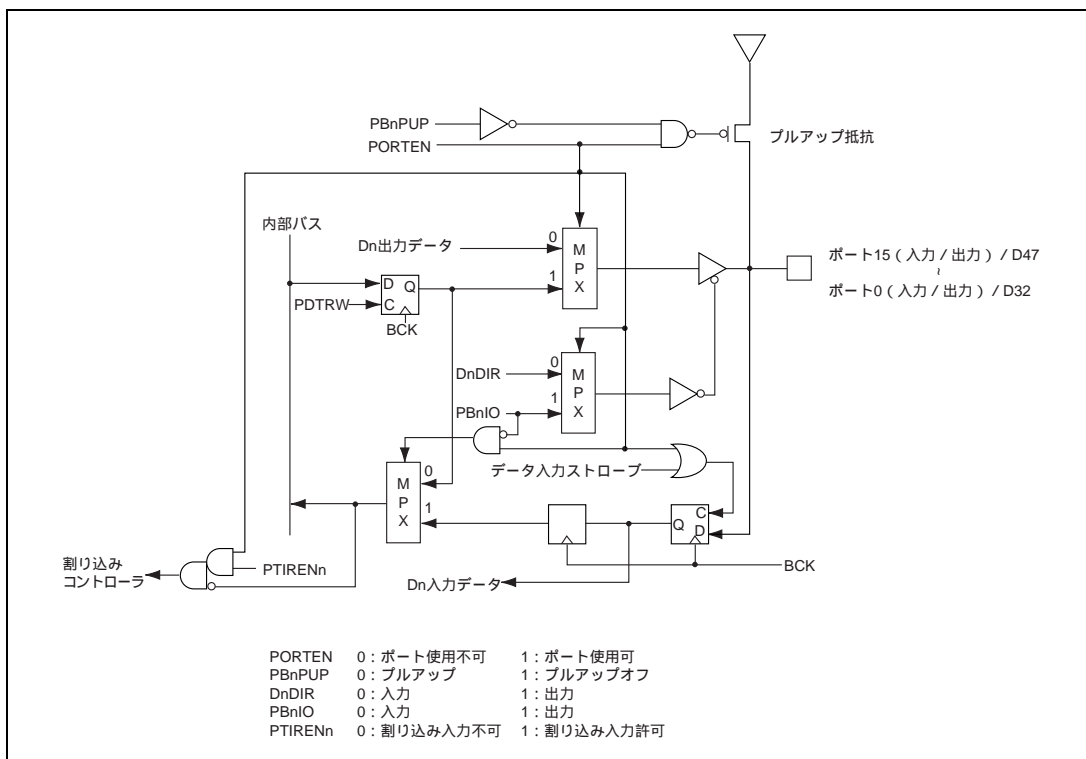 PBnPUP
PORTEN
プルアップ抵抗
内部バス
Dn出力データ
0
1
M
P
X
D Q
C
PDTRW
BCK
ポート15（入力 / 出力）/ D47
~
ポート0（入力 / 出力）/ D32
DnDIR
0
PBnIO
1
M
P
X
データ入力ストローブ
M
P
X
0
1
C
Q
D
割り込み
コントローラ
PTIRENn
Dn入力データ
BCK
PORTEN 0 : ポート使用不可 1 : ポート使用可
PBnPUP 0 : プルアップ 1 : プルアップオフ
DnDIR 0 : 入力 1 : 出力
PBnIO 0 : 入力 1 : 出力
PTIRENn 0 : 割り込み入力不可 1 : 割り込み入力許可